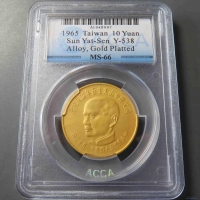 1965 Taiwan 10 Yuan
Sun Yat-Sen Y-538
Alloy, Gold Platted
MS-66
ACCA